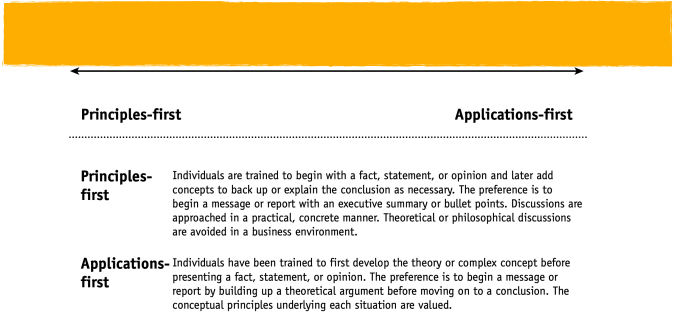 Principles-first Applications-first
Principles-first Individuals are trained to begin with a fact, statement, or opinion and later add
concepts to back up or explain the conclusion as necessary. The preference is to
begin a message or report with an executive summary or bullet points. Discussions are
approached in a practical, concrete manner. Theoretical or philosophical discussions
are avoided in a business environment.
Applications-first Individuals have been trained to first develop the theory or complex concept before
presenting a fact, statement, or opinion. The preference is to begin a message or
report by building up a theoretical argument before moving on to a conclusion. The
conceptual principles underlying each situation are valued.